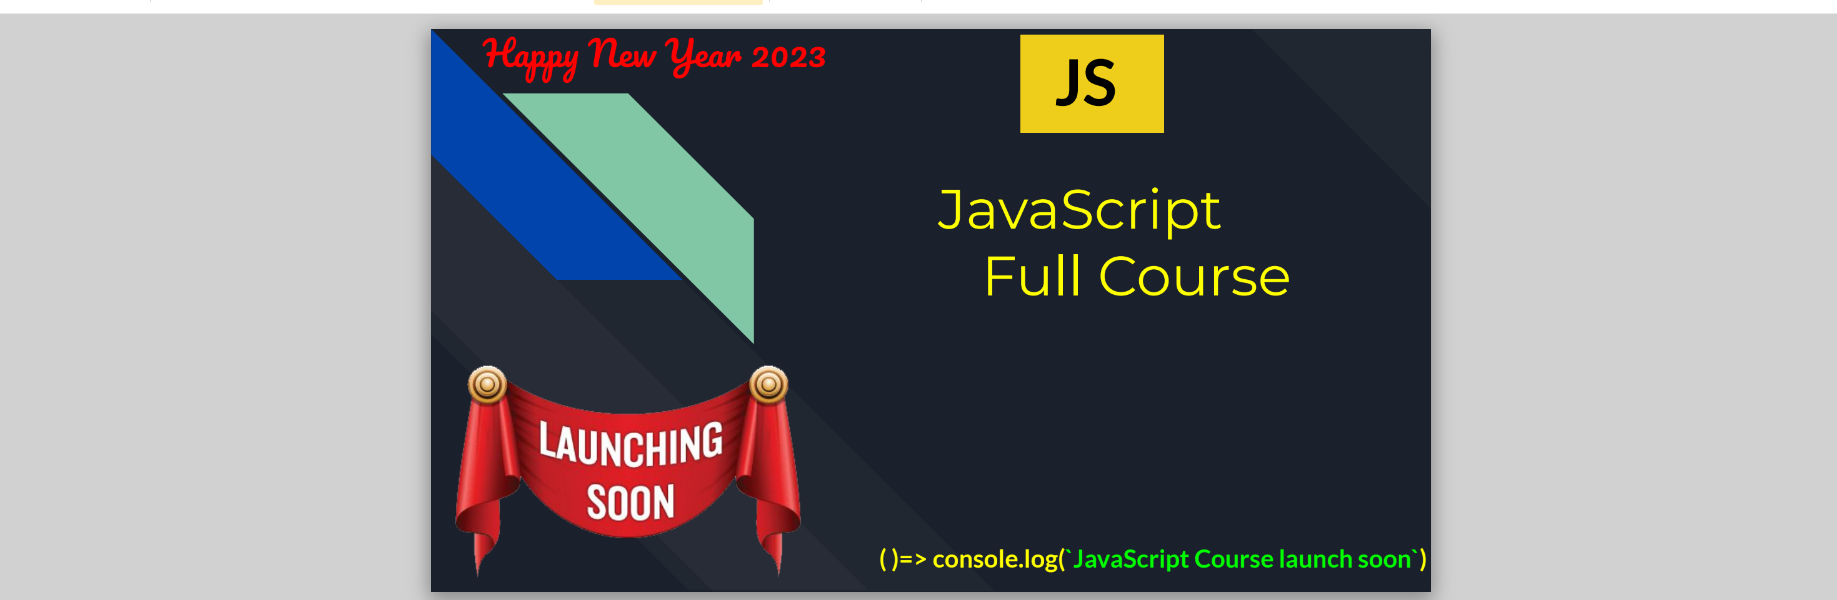 Happy New Year 2023
JS
JavaScript
Full Course
LAUNCHING
SOON
( )=> console.log(`JavaScript Course launch soon`)